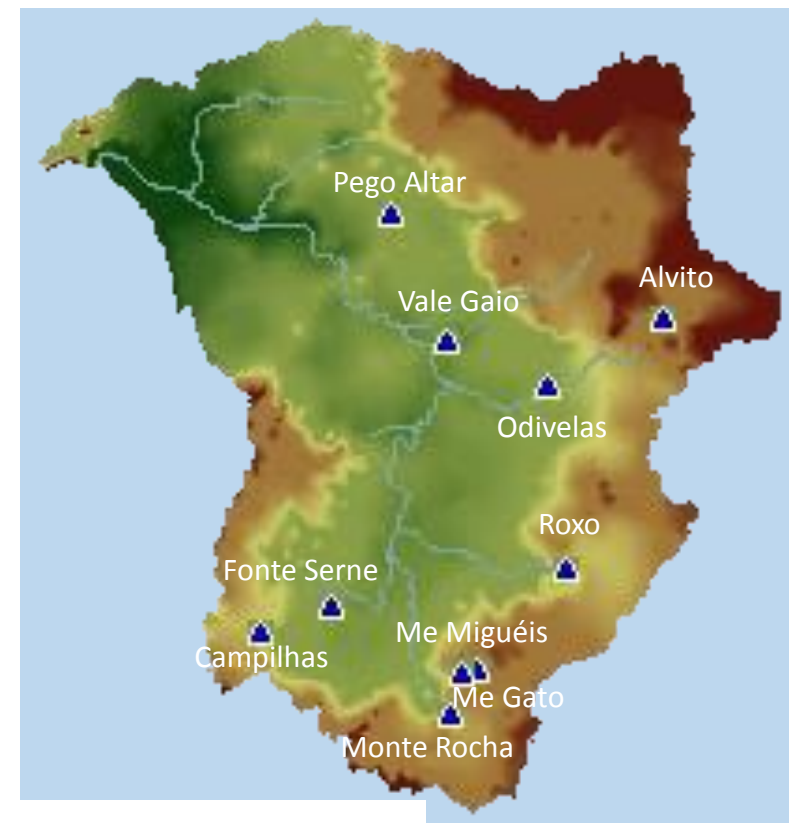 Pego Altar
Alvito
Vale Gaio
Odivelas
Roxo
Fonte Serne
Me Miguéis
Campilhas
Me Gato
Monte Rocha